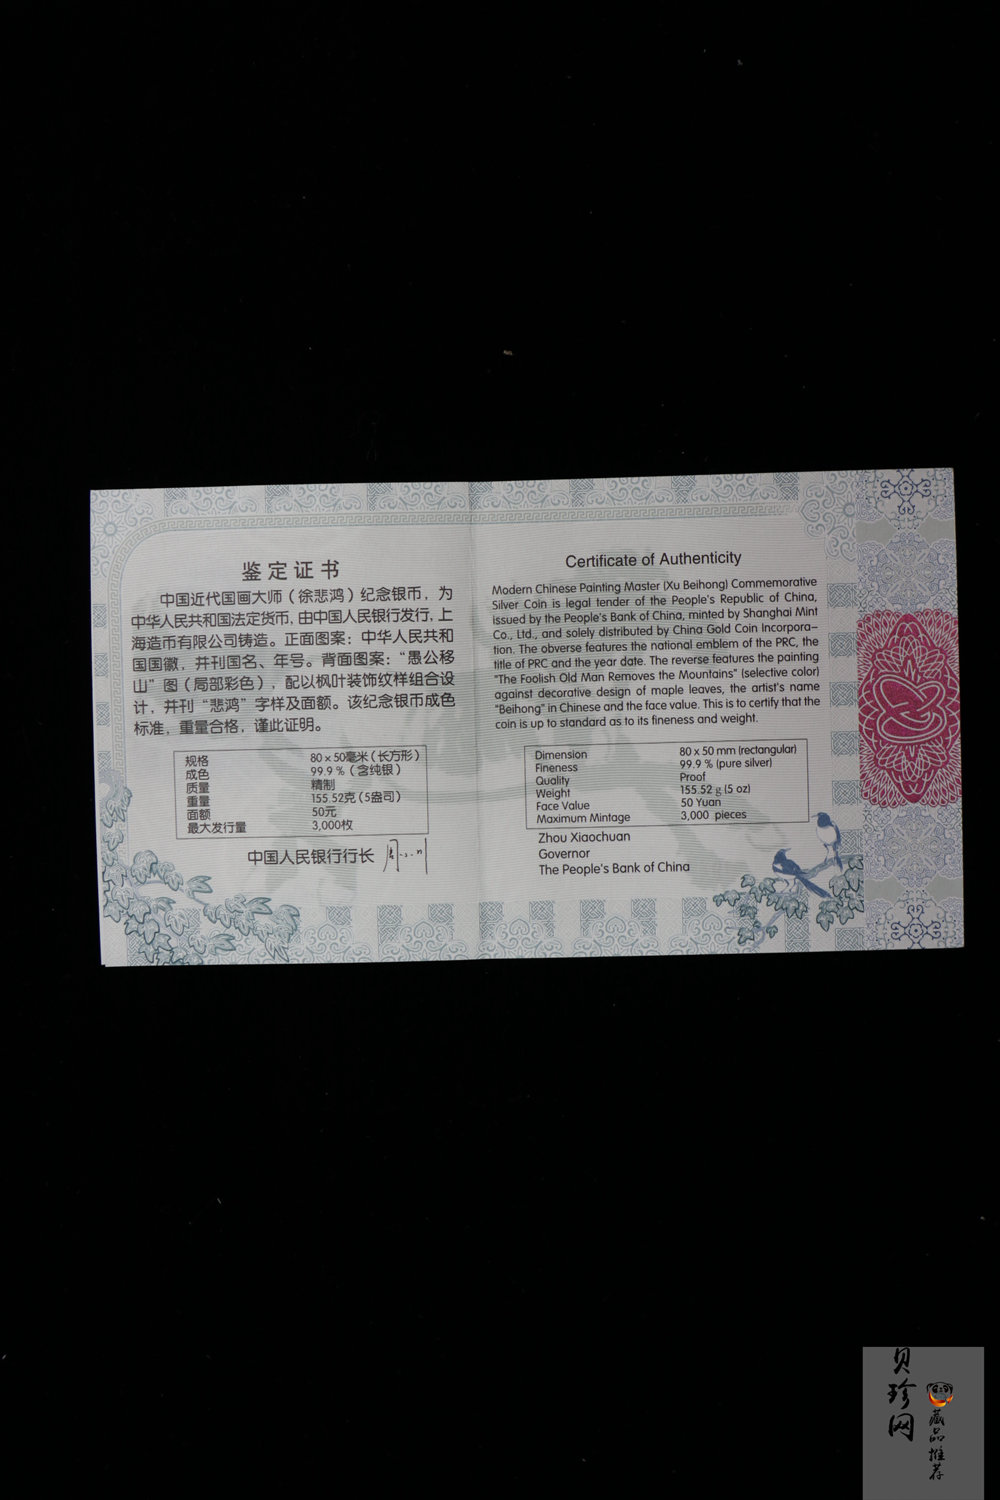 鉴定证书
中国近代国画大师（徐悲鸿）纪念银币，为
中华人民共和国法定货币，由中国人民银行发行，上
海造币有限公司铸造。正面图案：中华人民共和
国国徽，并刊国名、年号。背面图案：“愚公移
山”图（局部彩色），配以枫叶装饰纹样组合设
计，并刊“悲鸿”字样及面额。该纪念银币成色
标准，重量合格，谨此证明。
规格 80×50毫米（长方形）
成色 99.9%（含纯银）
质量 精制
重量 155.52克（5盎司）
面额 50元
最大发行量 3,000枚
中国人民银行行长
Certificate of Authenticity
Modern Chinese Painting Master (Xu Beihong) Commemorative
Silver Coin is legal tender of the People's Republic of China,
issued by the People's Bank of China, minted by Shanghai Mint
Co., Ltd., and solely distributed by China Gold Coin Incorpora-
tion. The obverse features the national emblem of the PRC, the
title of PRC and the year date. The reverse features the painting
"The Foolish Old Man Removes the Mountains" (selective color)
against decorative design of maple leaves, the artist's name
"Beihong" in Chinese and the face value. This is to certify that the
coin is up to standard as to its fineness and weight.
Dimension 80 x 50 mm (rectangular)
Fineness 99.9 % (pure silver)
Quality Proof
Weight 155.52 g (5 oz)
Face Value 50 Yuan
Maximum Mintage 3,000 pieces
Zhou Xiaochuan
Governor
The People's Bank of China
贝珍网
藏品推荐